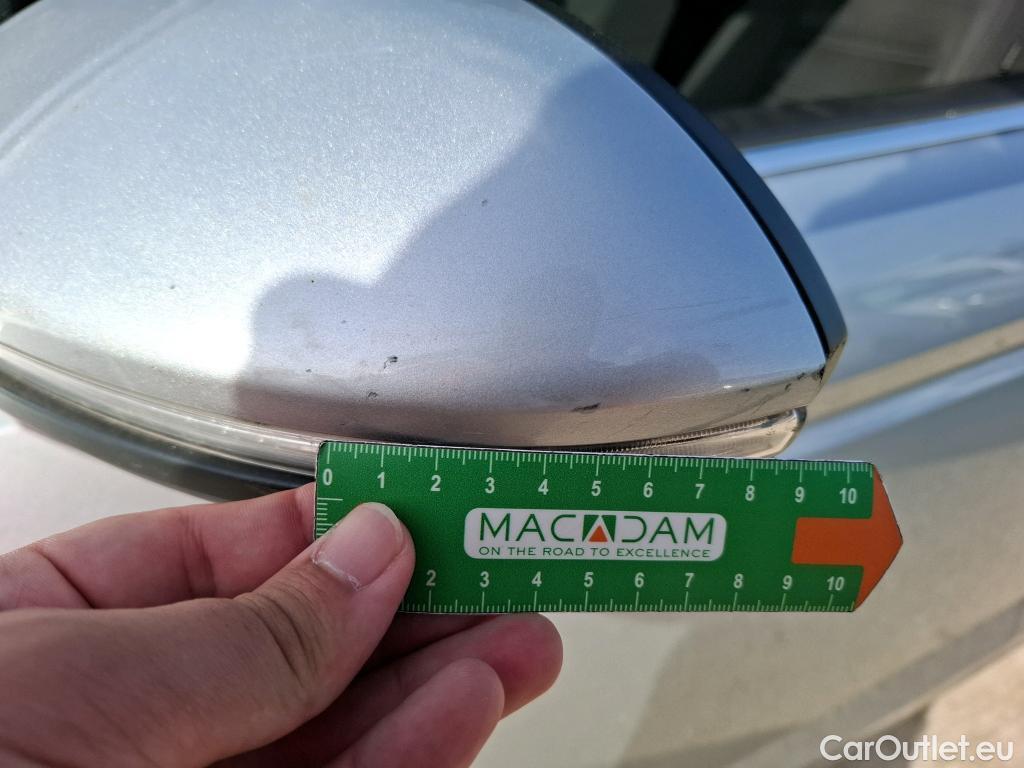 0 1 2 3 4 5 6 7 8 9 10
MACADAM
ON THE ROAD TO EXCELLENCE
2 3 4 5 6 7 8 9 10
CarOutlet.eu